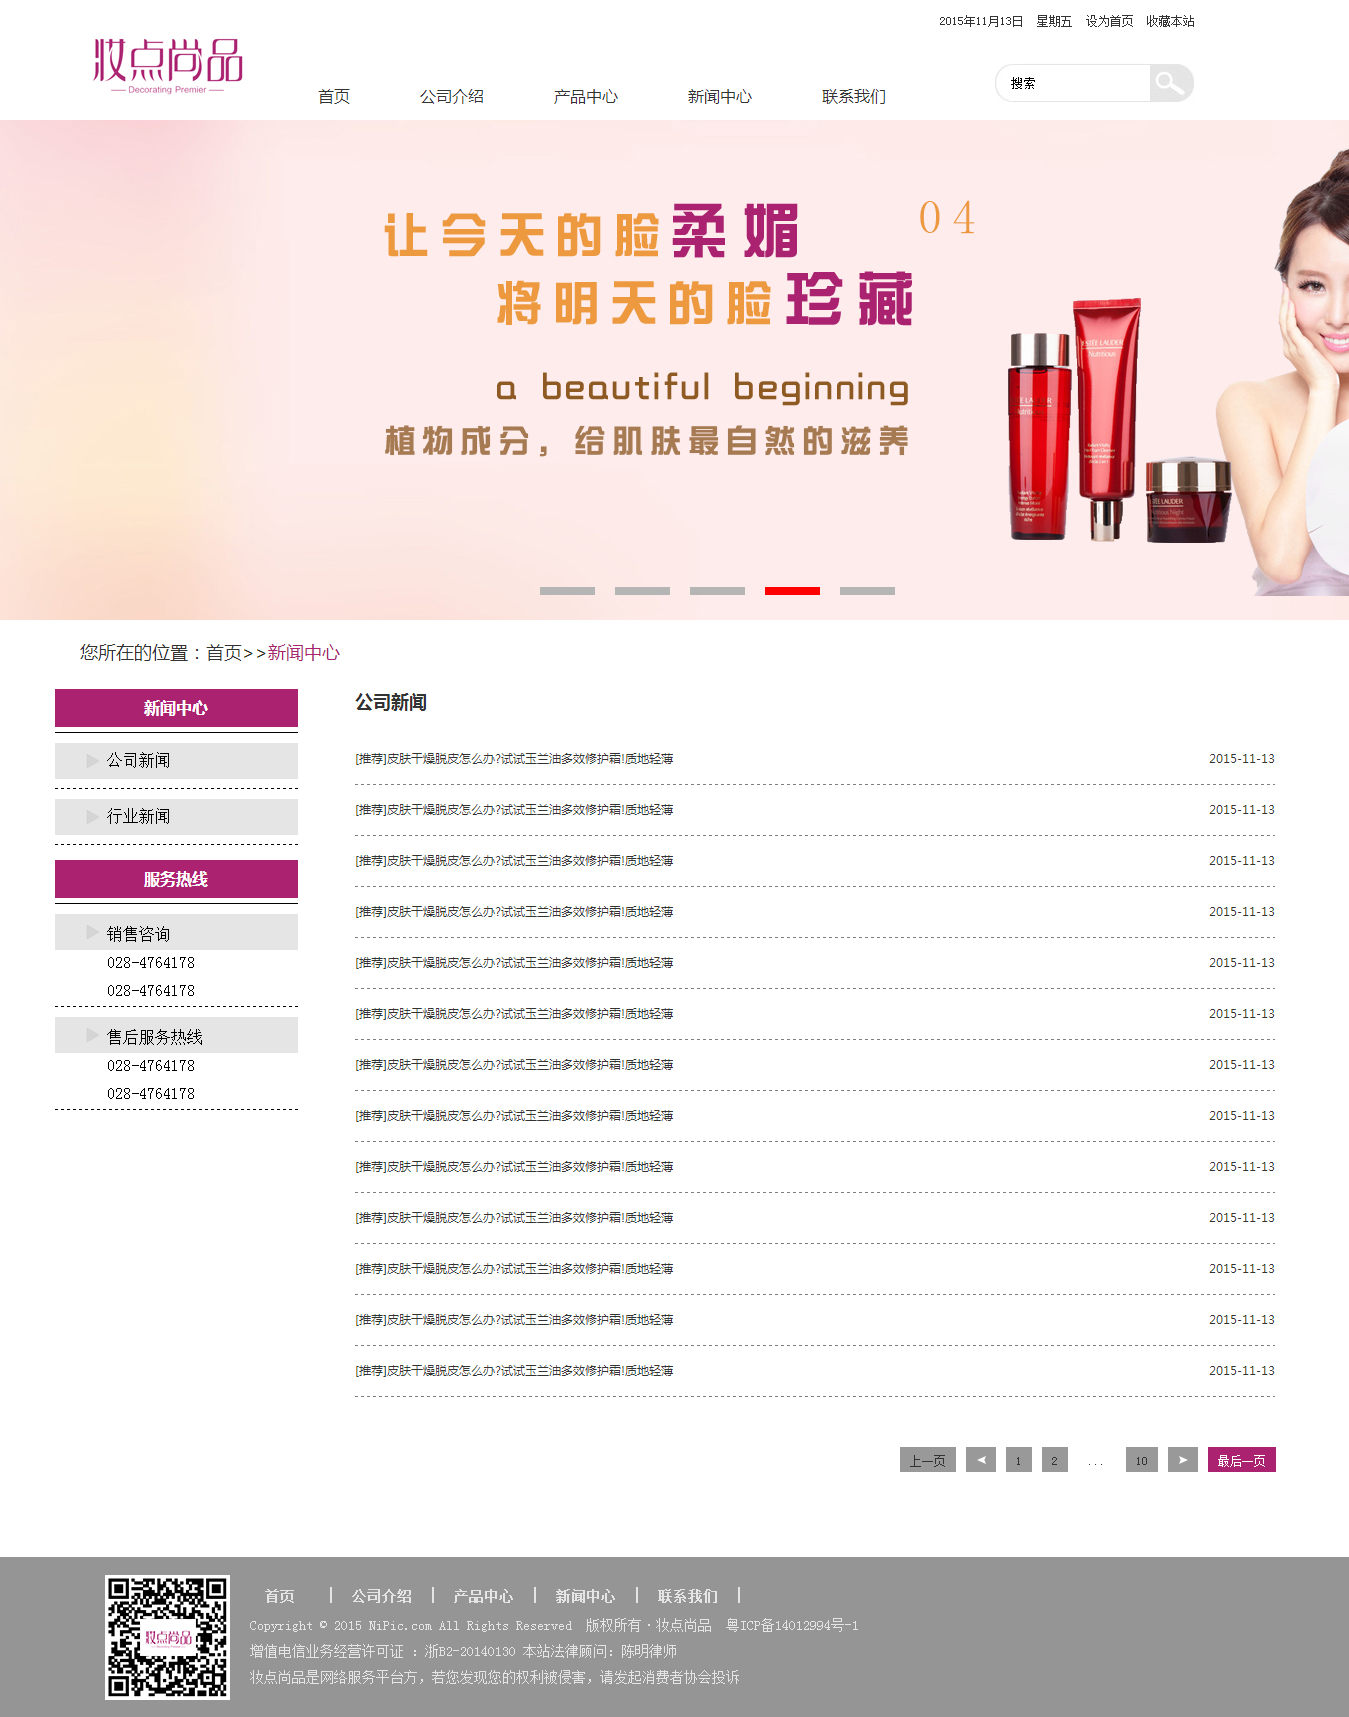 2015年11月13日 星期五 设为首页 收藏本站
妆点尚品
Decorating Premier
首页 公司介绍 产品中心 新闻中心 联系我们
搜索
让今天的脸柔媚
04
将明天的脸珍藏
a beautiful beginning
植物成分，给肌肤最自然的滋养
ESTEE LAUDER
Nutritious
您所在的位置：首页>>新闻中心
新闻中心
公司新闻
行业新闻
服务热线
销售咨询
028-4764178
028-4764178
售后服务热线
028-4764178
028-4764178
公司新闻
[推荐]皮肤干燥脱皮怎么办?试试玉兰油多效修护霜!质地轻薄 2015-11-13
[推荐]皮肤干燥脱皮怎么办?试试玉兰油多效修护霜!质地轻薄 2015-11-13
[推荐]皮肤干燥脱皮怎么办?试试玉兰油多效修护霜!质地轻薄 2015-11-13
[推荐]皮肤干燥脱皮怎么办?试试玉兰油多效修护霜!质地轻薄 2015-11-13
[推荐]皮肤干燥脱皮怎么办?试试玉兰油多效修护霜!质地轻薄 2015-11-13
[推荐]皮肤干燥脱皮怎么办?试试玉兰油多效修护霜!质地轻薄 2015-11-13
[推荐]皮肤干燥脱皮怎么办?试试玉兰油多效修护霜!质地轻薄 2015-11-13
[推荐]皮肤干燥脱皮怎么办?试试玉兰油多效修护霜!质地轻薄 2015-11-13
[推荐]皮肤干燥脱皮怎么办?试试玉兰油多效修护霜!质地轻薄 2015-11-13
[推荐]皮肤干燥脱皮怎么办?试试玉兰油多效修护霜!质地轻薄 2015-11-13
[推荐]皮肤干燥脱皮怎么办?试试玉兰油多效修护霜!质地轻薄 2015-11-13
[推荐]皮肤干燥脱皮怎么办?试试玉兰油多效修护霜!质地轻薄 2015-11-13
[推荐]皮肤干燥脱皮怎么办?试试玉兰油多效修护霜!质地轻薄 2015-11-13
上一页 1 2 ... 10 最后一页
首页 | 公司介绍 | 产品中心 | 新闻中心 | 联系我们 |
Copyright © 2015 NiPic.com All Rights Reserved 版权所有·妆点尚品 粤ICP备14012994号-1
增值电信业务经营许可证 ：浙B2-20140130 本站法律顾问：陈明律师
妆点尚品是网络服务平台方，若您发现您的权利被侵害，请发起消费者协会投诉
妆点尚品